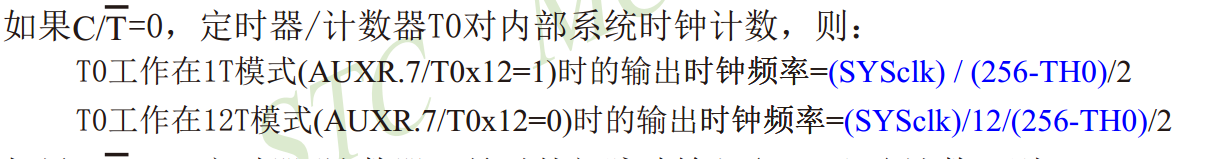 如果C/T̅=0，定时器/计数器T0对内部系统时钟计数，则：
T0工作在1T模式(AUXR.7/T0x12=1)时的输出时钟频率=(SYSclk) / (256-TH0)/2
T0工作在12T模式(AUXR.7/T0x12=0)时的输出时钟频率=(SYSclk)/12/(256-TH0)/2
STC M